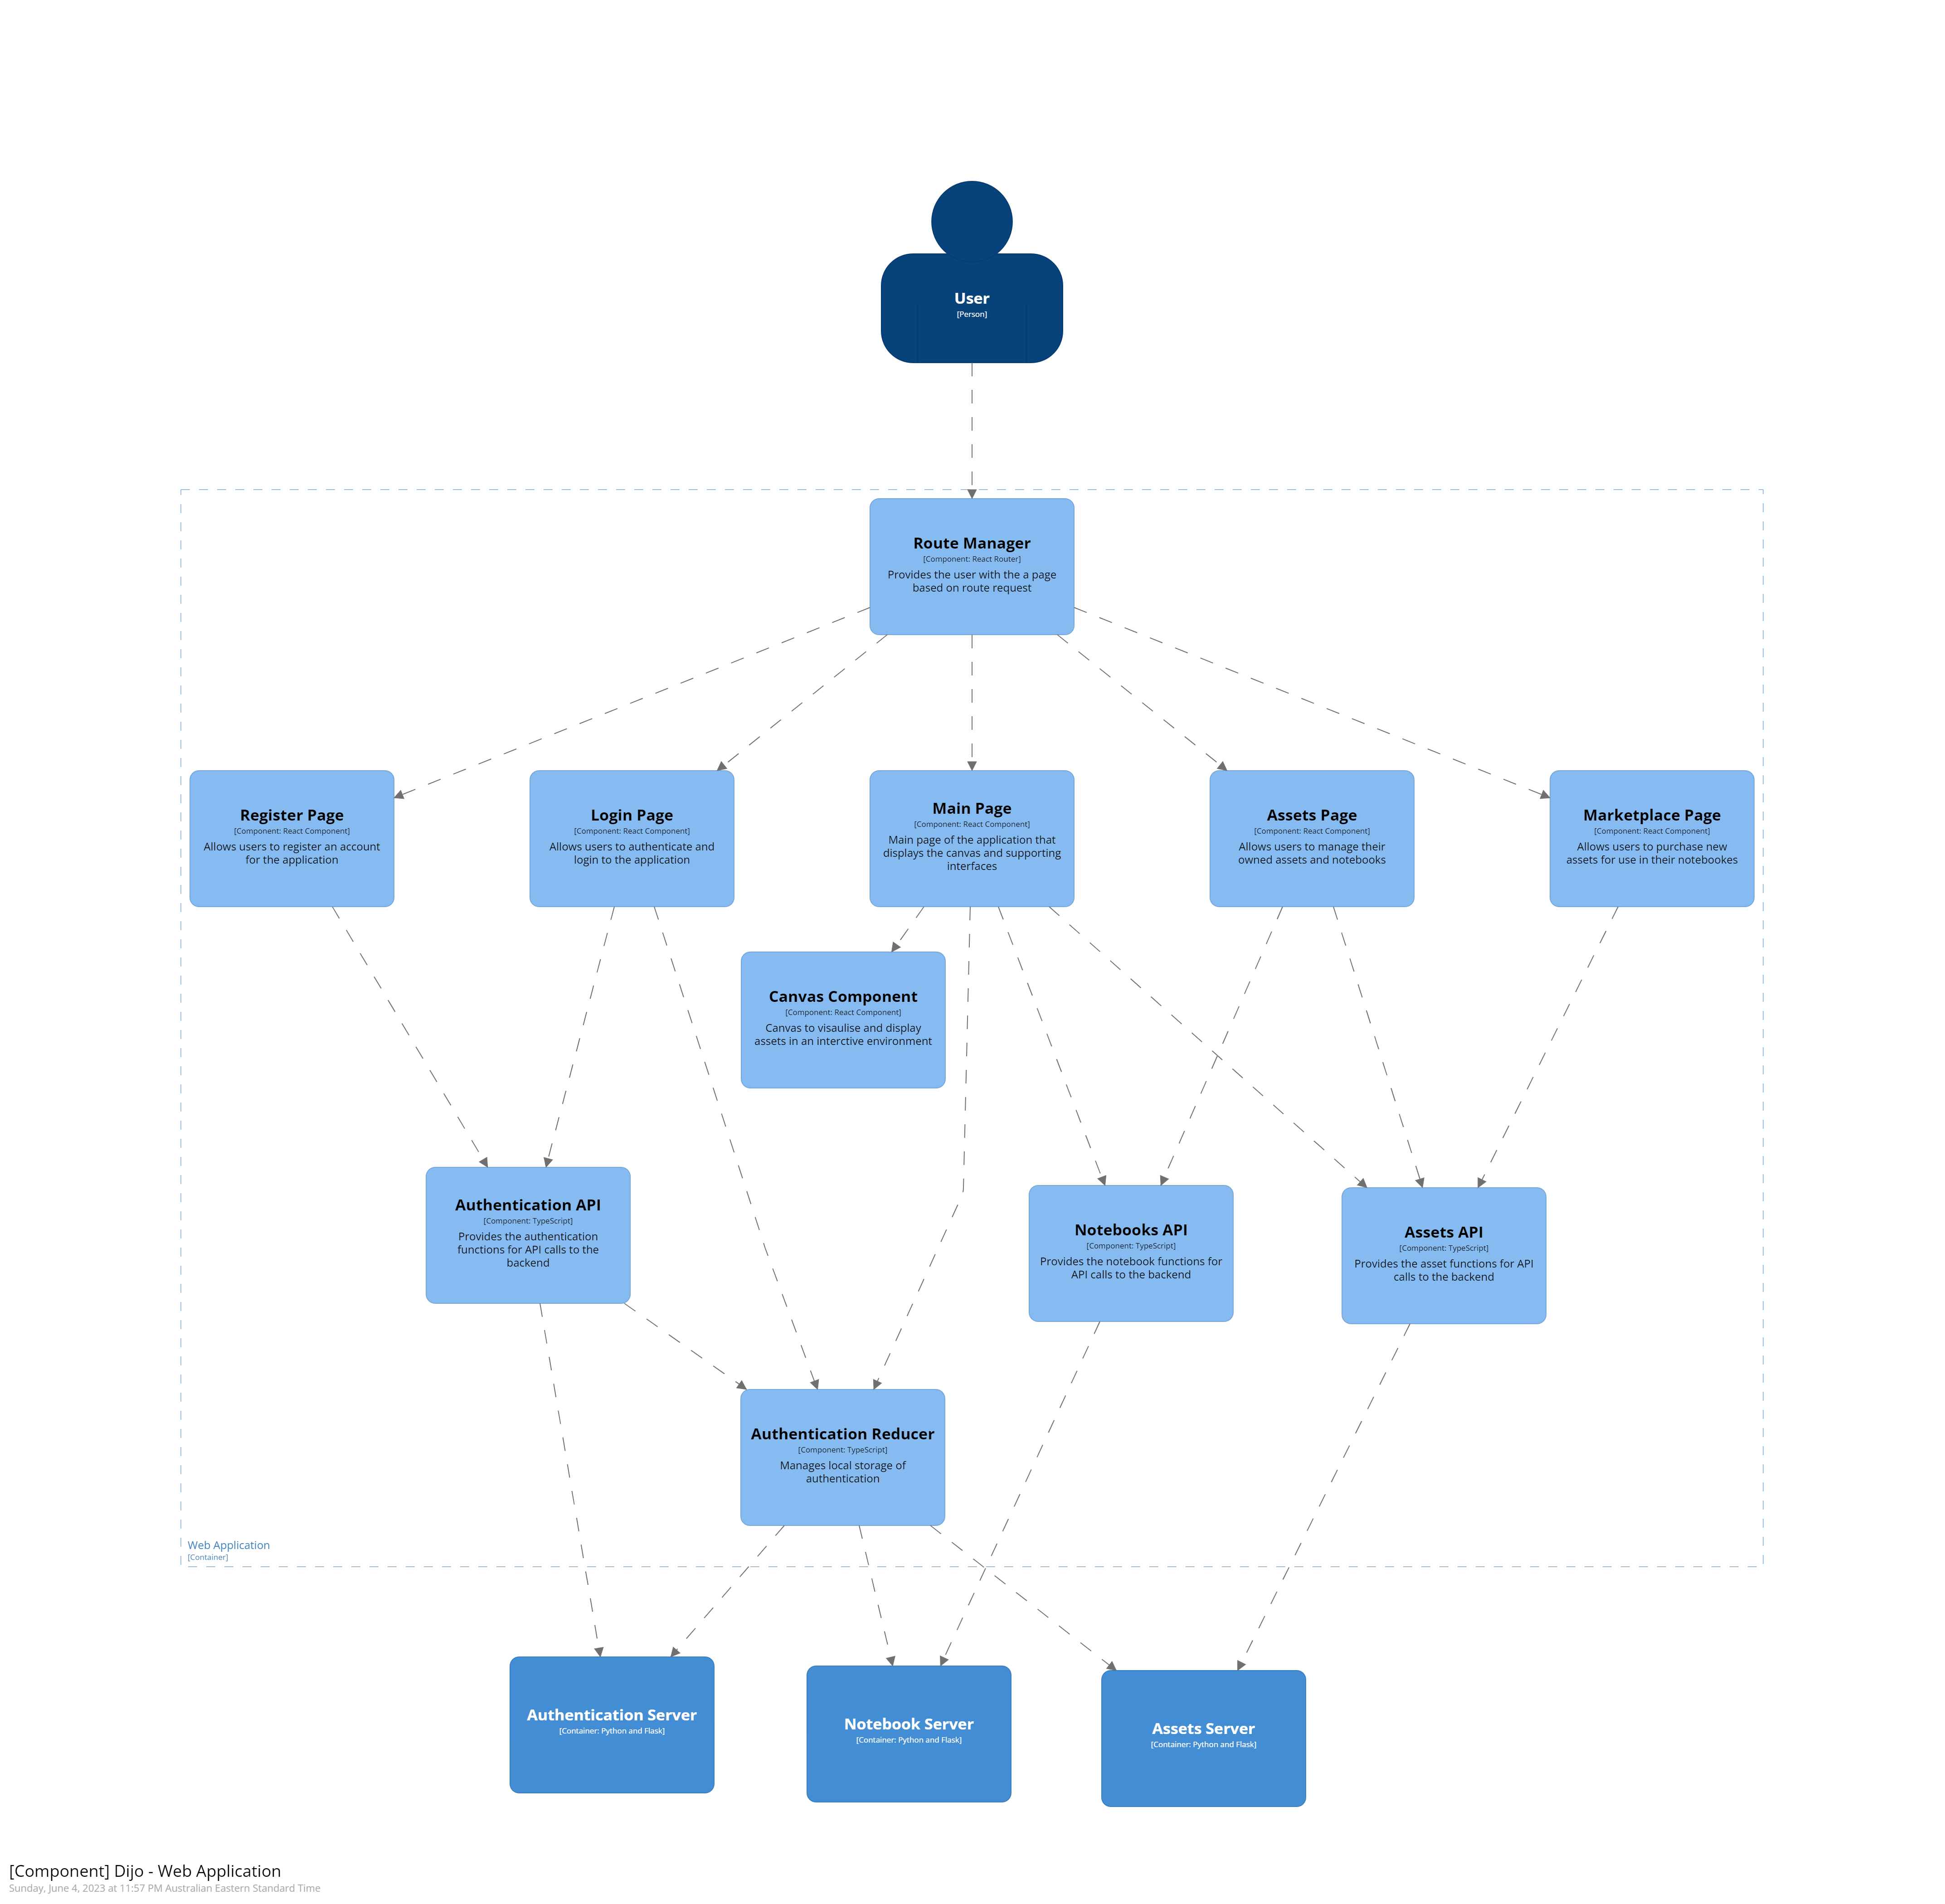 User
[Person]
Route Manager
[Component: React Router]
Provides the user with the a page
based on route request
Register Page
[Component: React Component]
Allows users to register an account
for the application
Login Page
[Component: React Component]
Allows users to authenticate and
login to the application
Main Page
[Component: React Component]
Main page of the application that
displays the canvas and supporting
interfaces
Assets Page
[Component: React Component]
Allows users to manage their
owned assets and notebooks
Marketplace Page
[Component: React Component]
Allows users to purchase new
assets for use in their notebookes
Canvas Component
[Component: React Component]
Canvas to visaulise and display
assets in an interctive environment
Authentication API
[Component: TypeScript]
Provides the authentication
functions for API calls to the
backend
Notebooks API
[Component: TypeScript]
Provides the notebook functions for
API calls to the backend
Assets API
[Component: TypeScript]
Provides the asset functions for API
calls to the backend
Authentication Reducer
[Component: TypeScript]
Manages local storage of
authentication
Web Application
[Container]
Authentication Server
[Container: Python and Flask]
Notebook Server
[Container: Python and Flask]
Assets Server
[Container: Python and Flask]
[Component] Dijo - Web Application
Sunday, June 4, 2023 at 11:57 PM Australian Eastern Standard Time